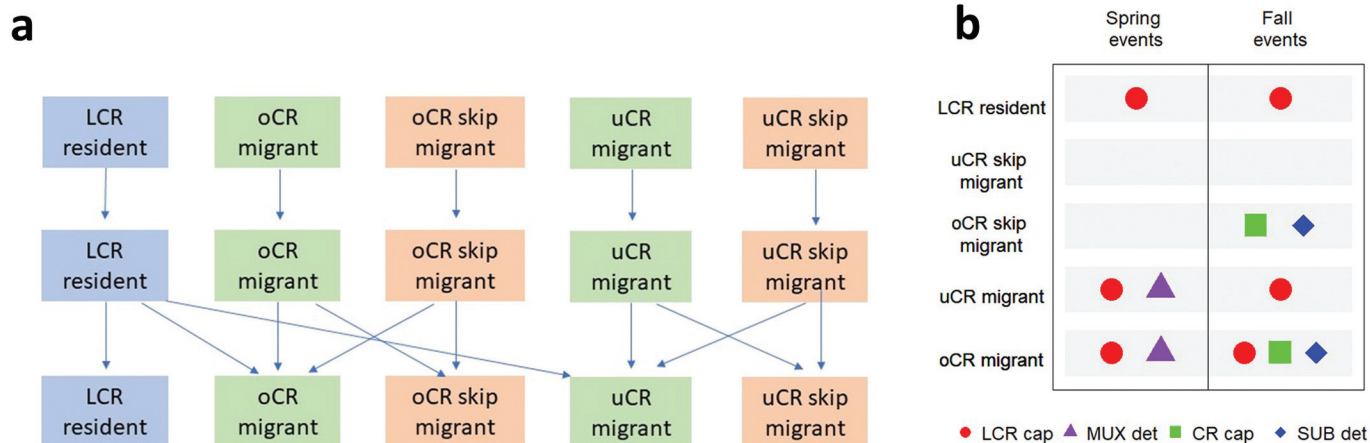 a
LCR
resident
oCR
migrant
oCR skip
migrant
uCR
migrant
uCR skip
migrant
LCR
resident
oCR
migrant
oCR skip
migrant
uCR
migrant
uCR skip
migrant
LCR
resident
oCR
migrant
oCR skip
migrant
uCR
migrant
uCR skip
migrant
b
Spring
events
Fall
events
LCR resident
uCR skip
migrant
oCR skip
migrant
uCR migrant
oCR migrant
LCR cap MUX det CR cap SUB det